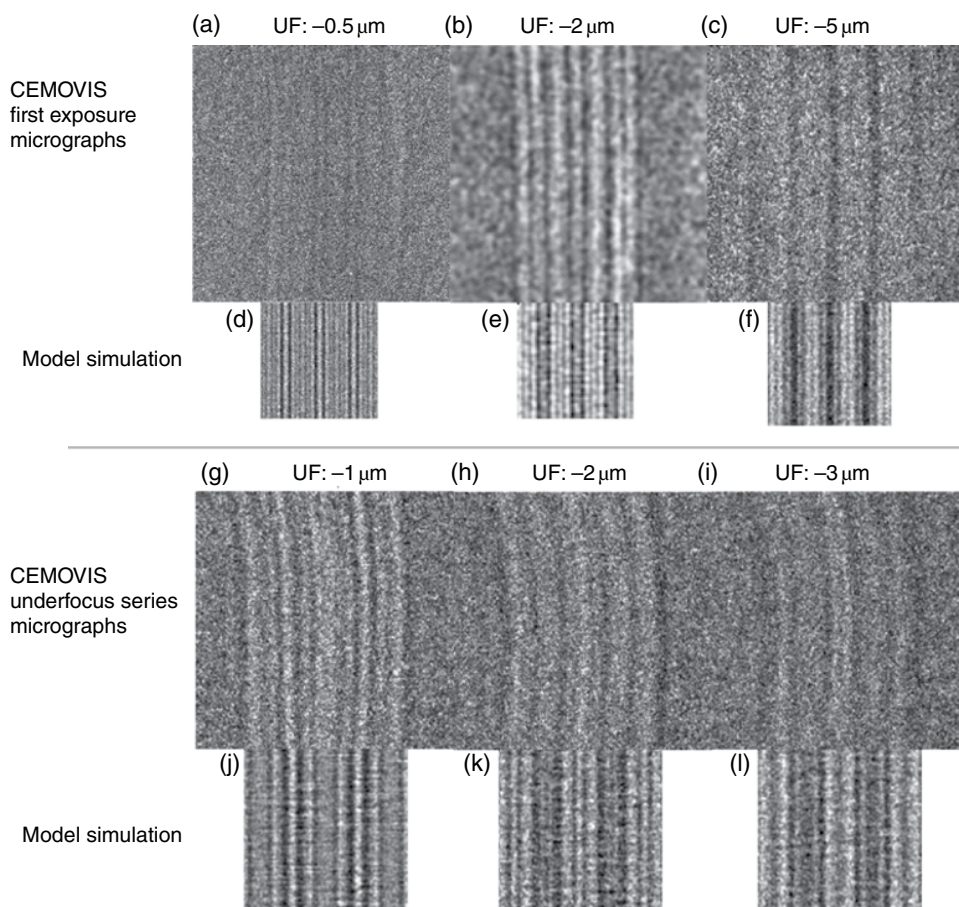 (a) UF: –0.5 μm (b) UF: –2 μm (c) UF: –5 μm
CEMOVIS
first exposure
micrographs
(d) (e) (f)
Model simulation
(g) UF: –1 μm (h) UF: –2 μm (i) UF: –3 μm
CEMOVIS
underfocus series
micrographs
(j) (k) (l)
Model simulation